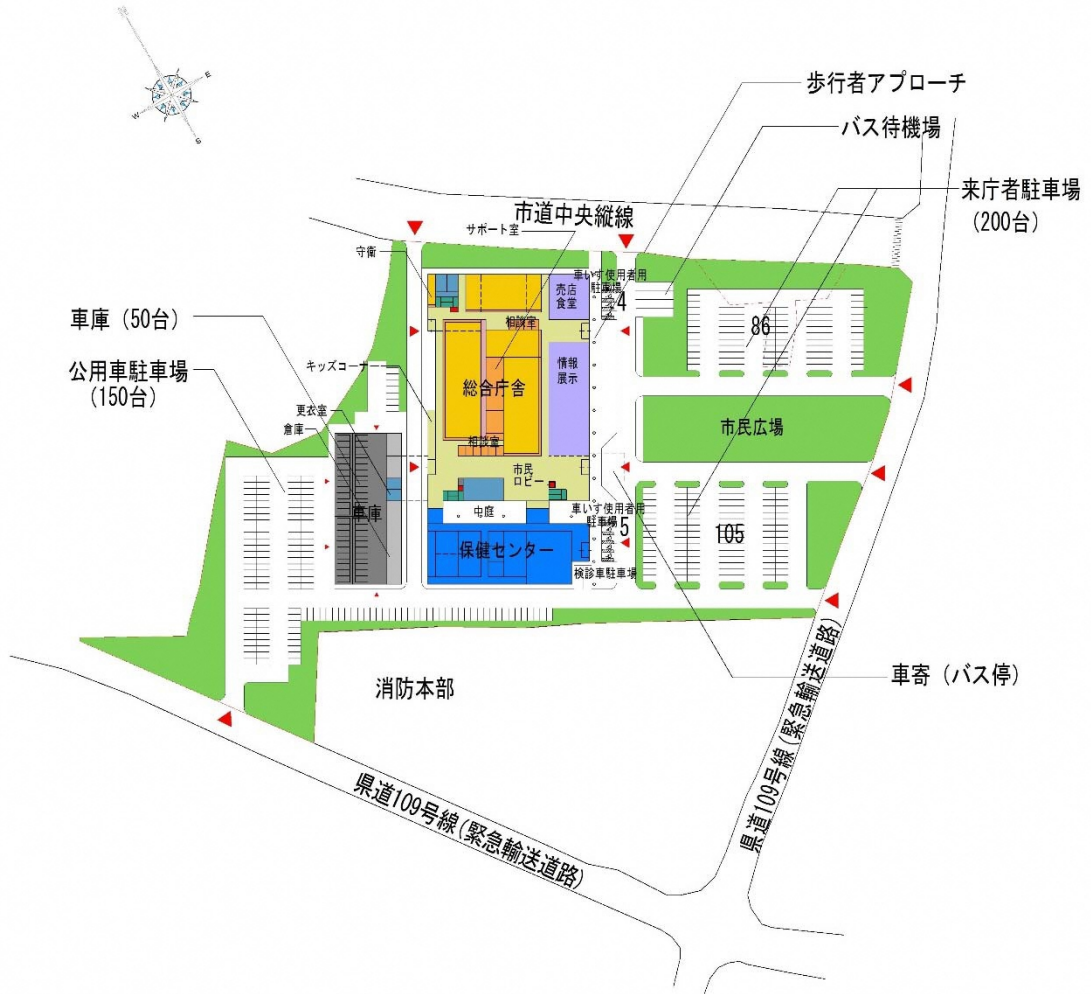 E
W
S
歩行者アプローチ
バス待機場
来庁者駐車場
(200台)
市道中央縦線
サポート室
守衛
売店
食堂
車いす使用者用
駐車場
4
86
相談室
車庫 (50台)
公用車駐車場
(150台)
キッズコーナー
更衣室
倉庫
総合庁舎
情報
展示
市民広場
相談室
市民
ロビー
車庫
中庭
車いす使用者用
駐車場
5
105
保健センター
検診車駐車場
車寄 (バス停)
消防本部
県道109号線(緊急輸送道路)
県道109号線(緊急輸送道路)